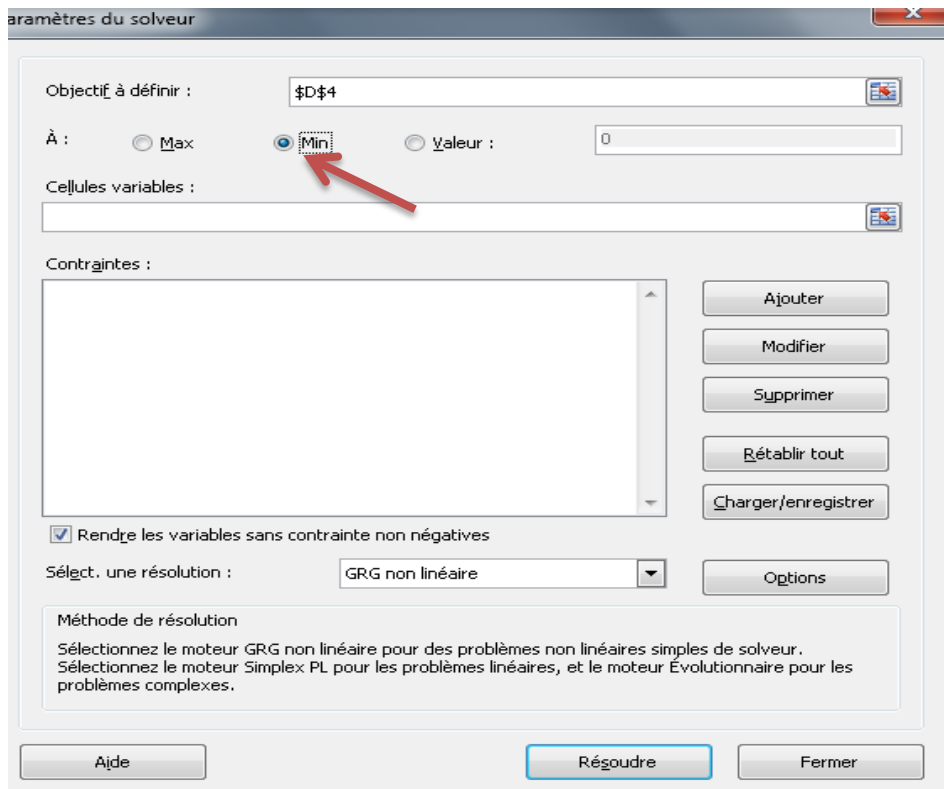 aramètres du solveur
Objectif à définir :
$D$4
À :
Max
Min
Valeur :
0
Cellules variables :
Contraintes :
Ajouter
Modifier
Supprimer
Rétablir tout
Charger/enregistrer
Rendre les variables sans contrainte non négatives
Sélect. une résolution :
GRG non linéaire
Options
Méthode de résolution
Sélectionnez le moteur GRG non linéaire pour des problèmes non linéaires simples de solveur.
Sélectionnez le moteur Simplex PL pour les problèmes linéaires, et le moteur Évolutionnaire pour les
problèmes complexes.
Aide
Résoudre
Fermer